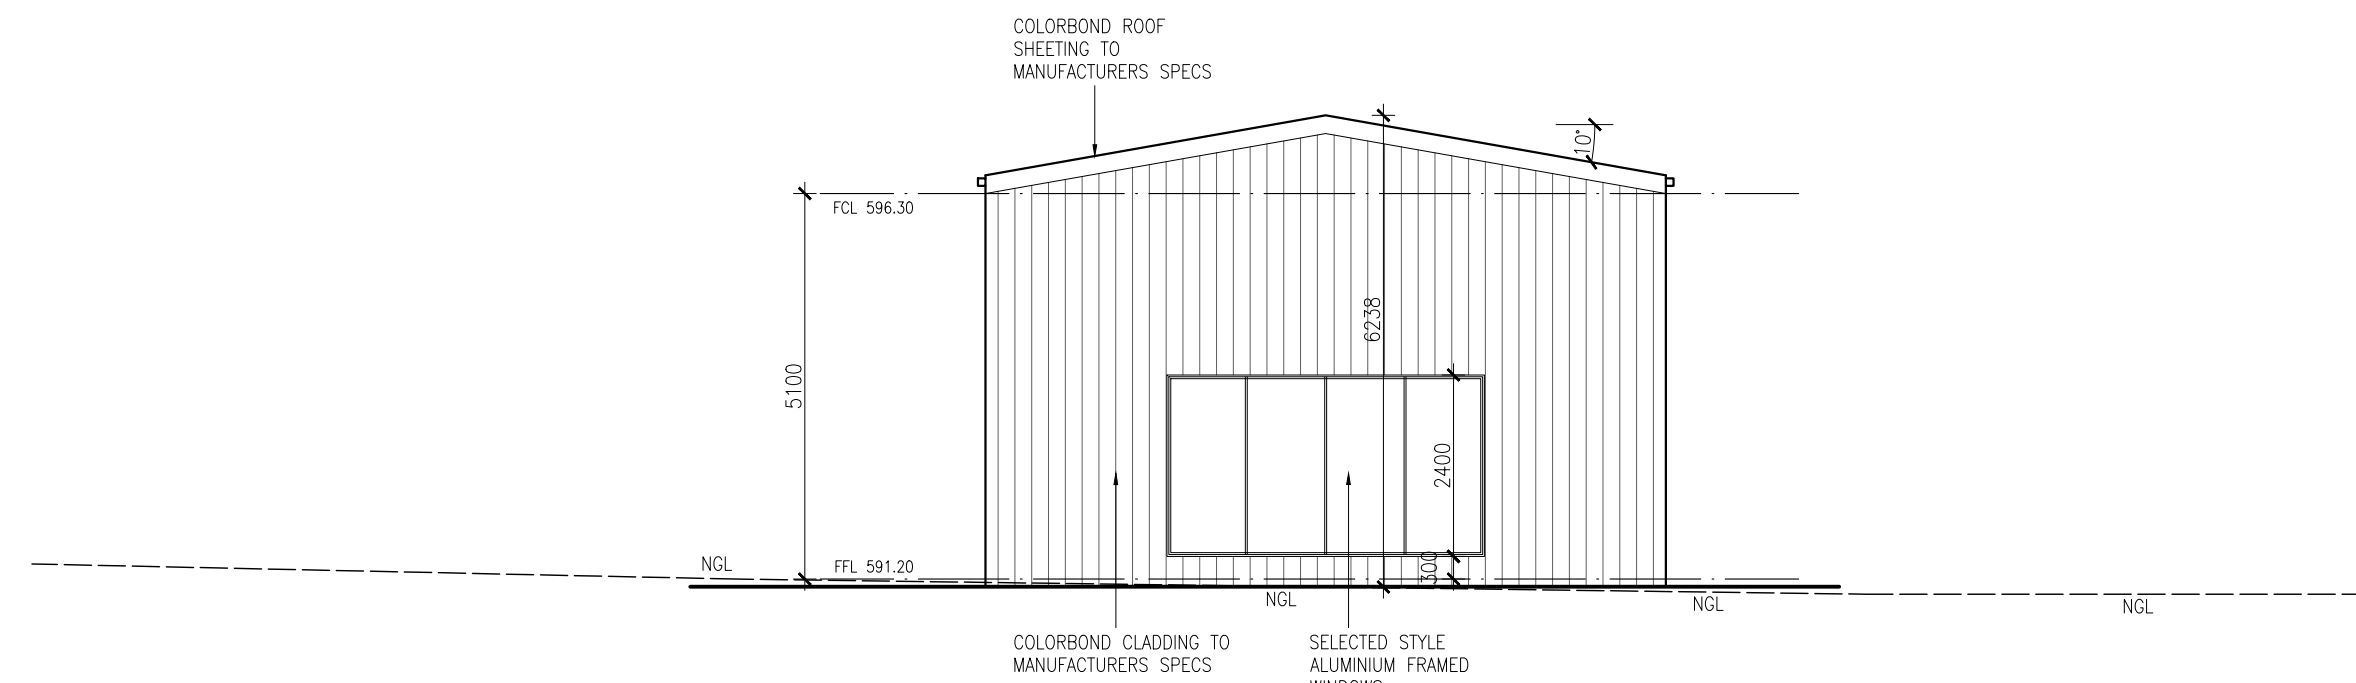 COLORBOND ROOF
SHEETING TO
MANUFACTURERS SPECS
10°
FCL 596.30
6238
5100
2400
300
NGL
FFL 591.20
NGL
NGL
NGL
COLORBOND CLADDING TO
MANUFACTURERS SPECS
SELECTED STYLE
ALUMINIUM FRAMED
WINDOWS